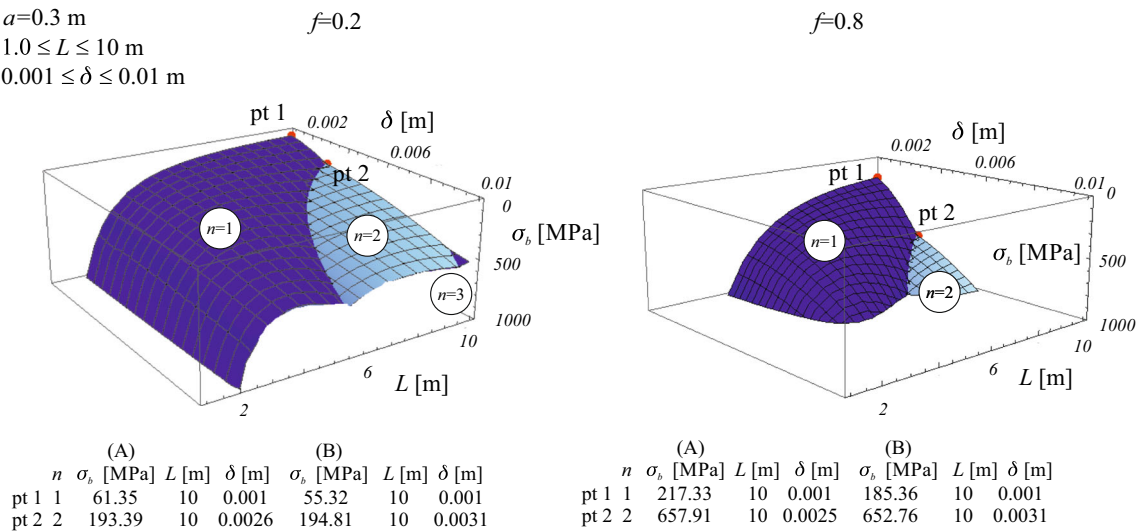 a=0.3 m
1.0 ≤ L ≤ 10 m
0.001 ≤ δ ≤ 0.01 m
f=0.2
pt 1
0.002
δ [m]
0.006
0.01
pt 2
0
σb [MPa]
500
1000
n=1
n=2
n=3
10
6
L [m]
2
(A) (B)
n σb [MPa] L [m] δ [m] σb [MPa] L [m] δ [m]
pt 1 1 61.35 10 0.001 55.32 10 0.001
pt 2 2 193.39 10 0.0026 194.81 10 0.0031
f=0.8
δ [m]
0.002
0.006
0.01
pt 1
pt 2
0
σb [MPa]
500
1000
n=1
n=2
10
6
L [m]
2
(A) (B)
n σb [MPa] L [m] δ [m] σb [MPa] L [m] δ [m]
pt 1 1 217.33 10 0.001 185.36 10 0.001
pt 2 2 657.91 10 0.0025 652.76 10 0.0031